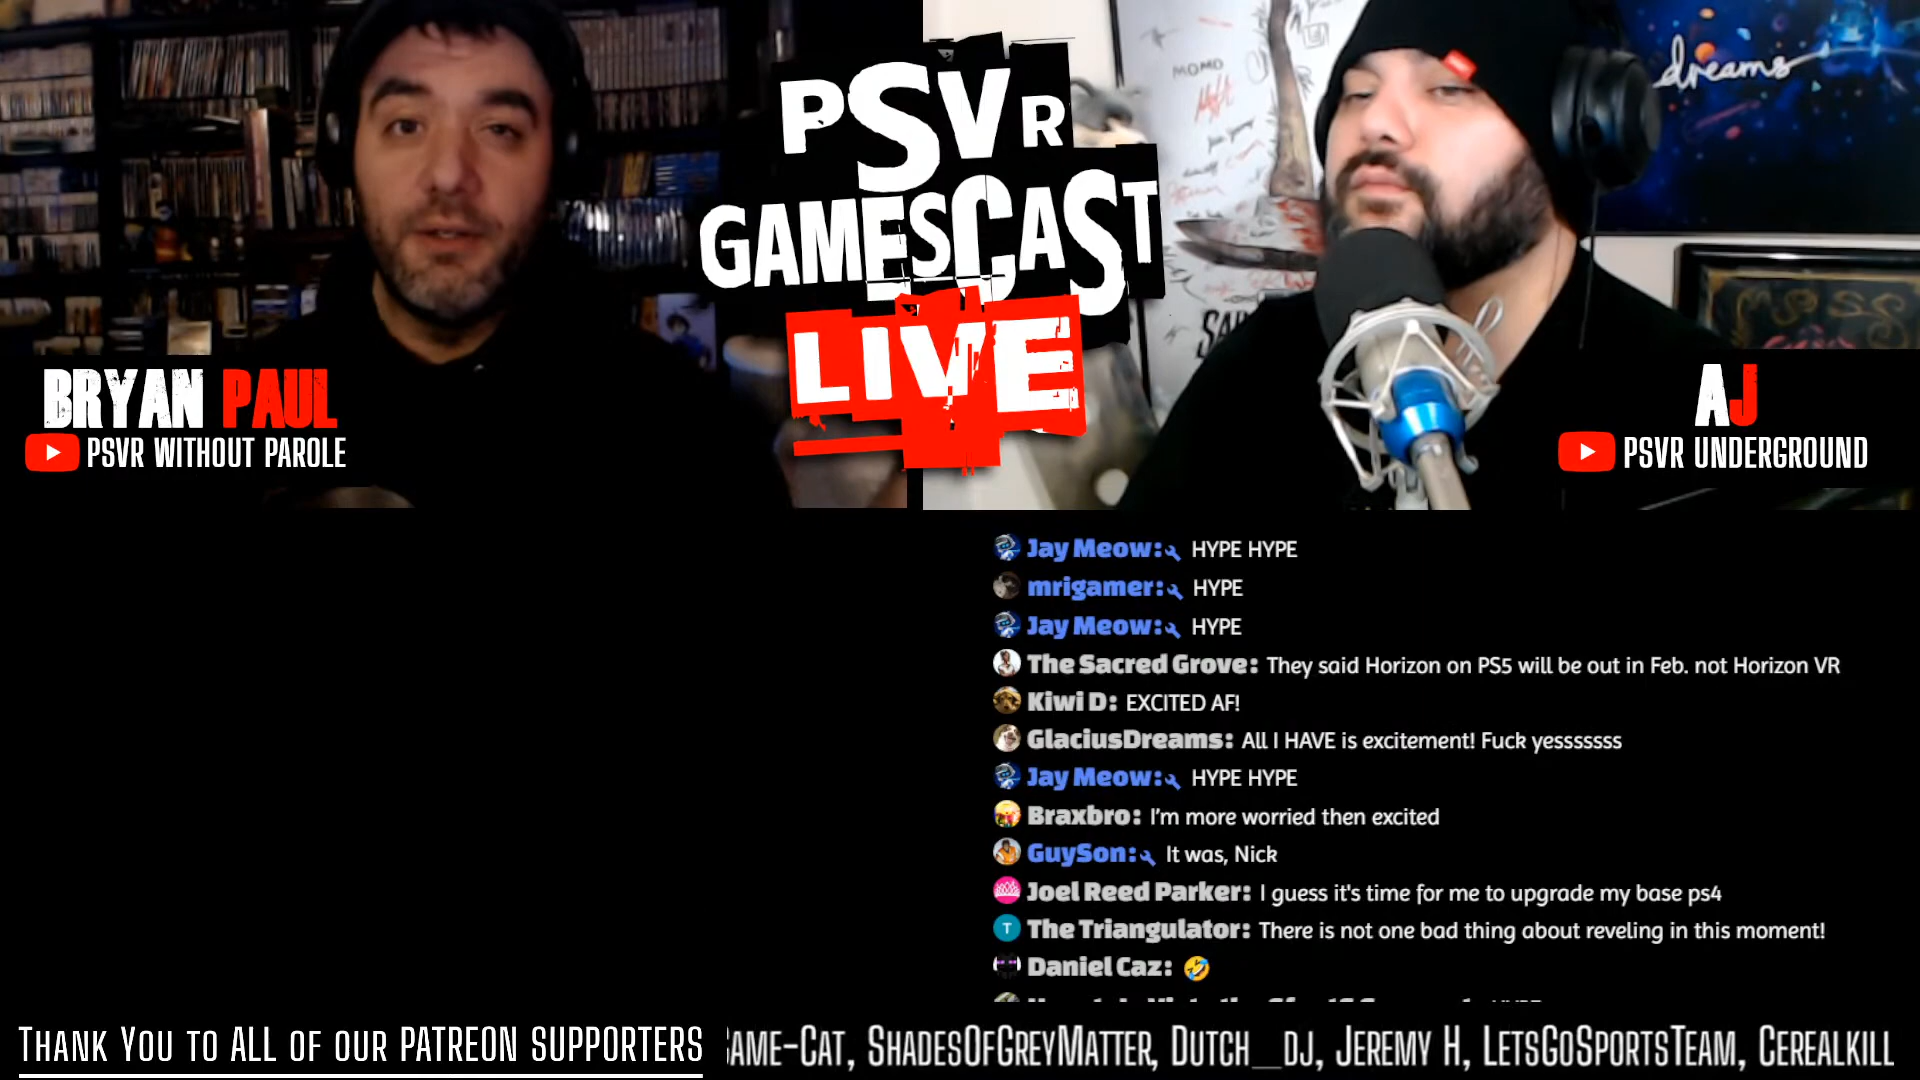 PSVR
GAMESCAST
LIVE
MOMO
dreams
BRYAN PAUL
PSVR WITHOUT PAROLE
AJ
PSVR UNDERGROUND
Jay Meow: HYPE HYPE
mrigamer: HYPE
Jay Meow: HYPE
The Sacred Grove: They said Horizon on PS5 will be out in Feb. not Horizon VR
Kiwi D: EXCITED AF!
GlaciusDreams: All I HAVE is excitement! Fuck yesssssss
Jay Meow: HYPE HYPE
Braxbro: I'm more worried then excited
GuySon: It was, Nick
Joel Reed Parker: I guess it's time for me to upgrade my base ps4
T The Triangulator: There is not one bad thing about reveling in this moment!
Daniel Caz: 🤣
THANK YOU TO ALL OF OUR PATREON SUPPORTERS
AME-CAT, SHADESOFGREYMATTER, DUTCH_DJ, JEREMY H, LETSGOSPORTSTEAM, CEREALKILL